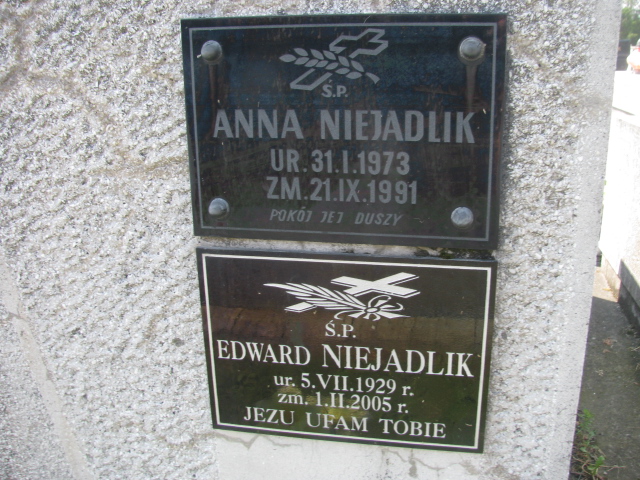 Ś.P.
ANNA NIEJADLIK
UR. 31.I.1973
ZM. 21.IX.1991
POKÓJ JEJ DUSZY
Ś.P.
EDWARD NIEJADLIK
ur. 5.VII.1929 r.
zm. 1.II.2005 r.
JEZU UFAM TOBIE